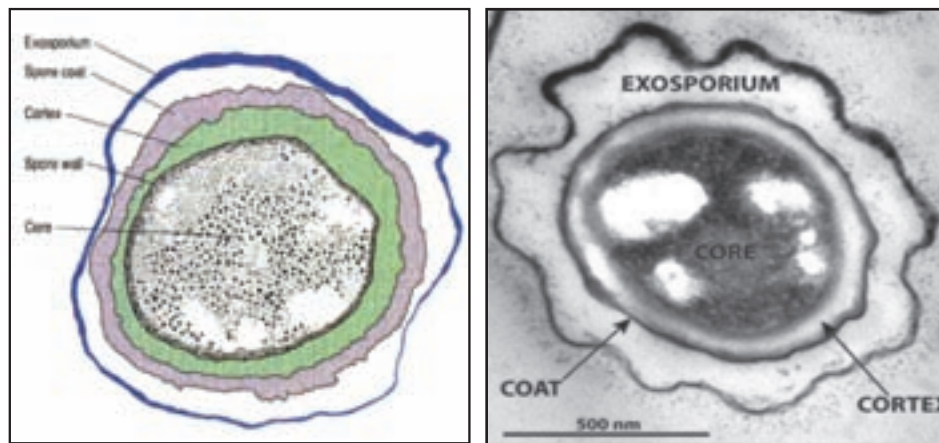 Exosporium
Spore coat
Cortex
Spore wall
Core
EXOSPORIUM
CORE
COAT
CORTEX
500 nm